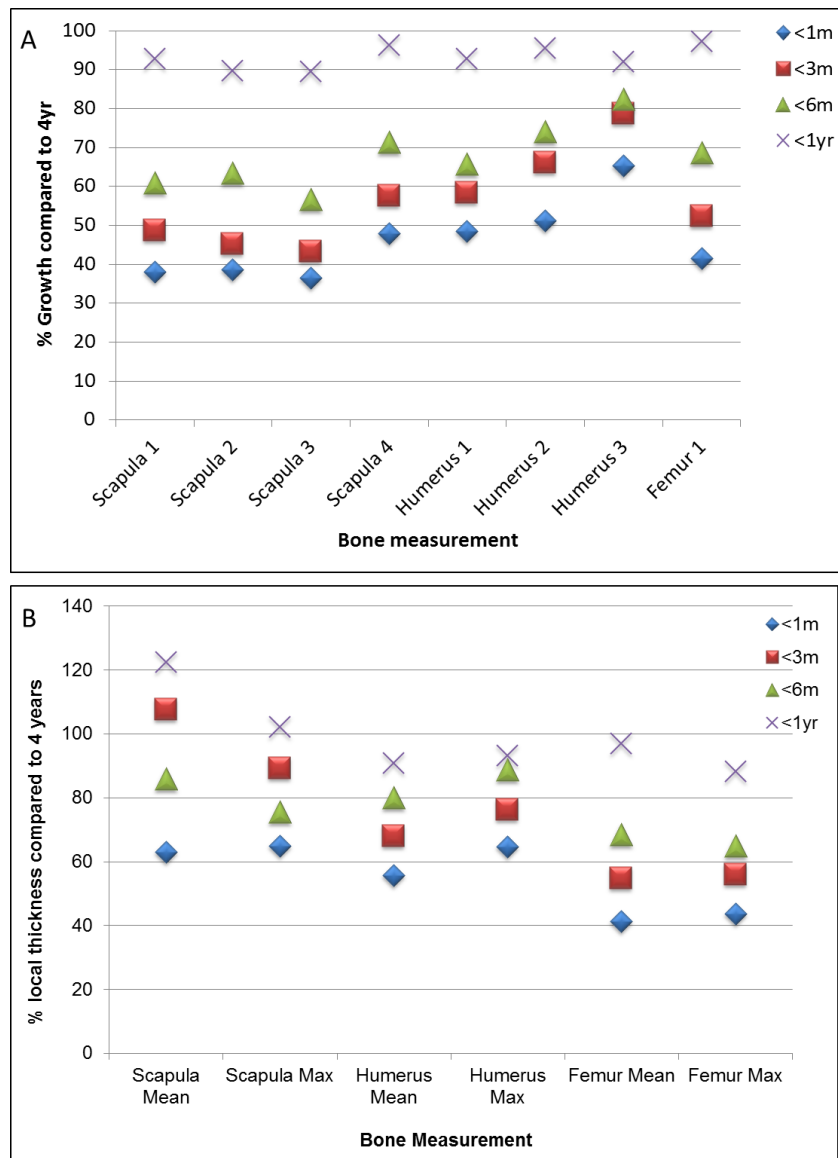 A
% Growth compared to 4yr
100
90
80
70
60
50
40
30
20
10
0
Scapula 1
Scapula 2
Scapula 3
Scapula 4
Humerus 1
Humerus 2
Humerus 3
Femur 1
Bone measurement
<1m
<3m
<6m
<1yr
B
% local thickness compared to 4 years
140
120
100
80
60
40
20
0
Scapula
Mean
Scapula Max
Humerus
Mean
Humerus
Max
Femur Mean
Femur Max
Bone Measurement
<1m
<3m
<6m
<1yr